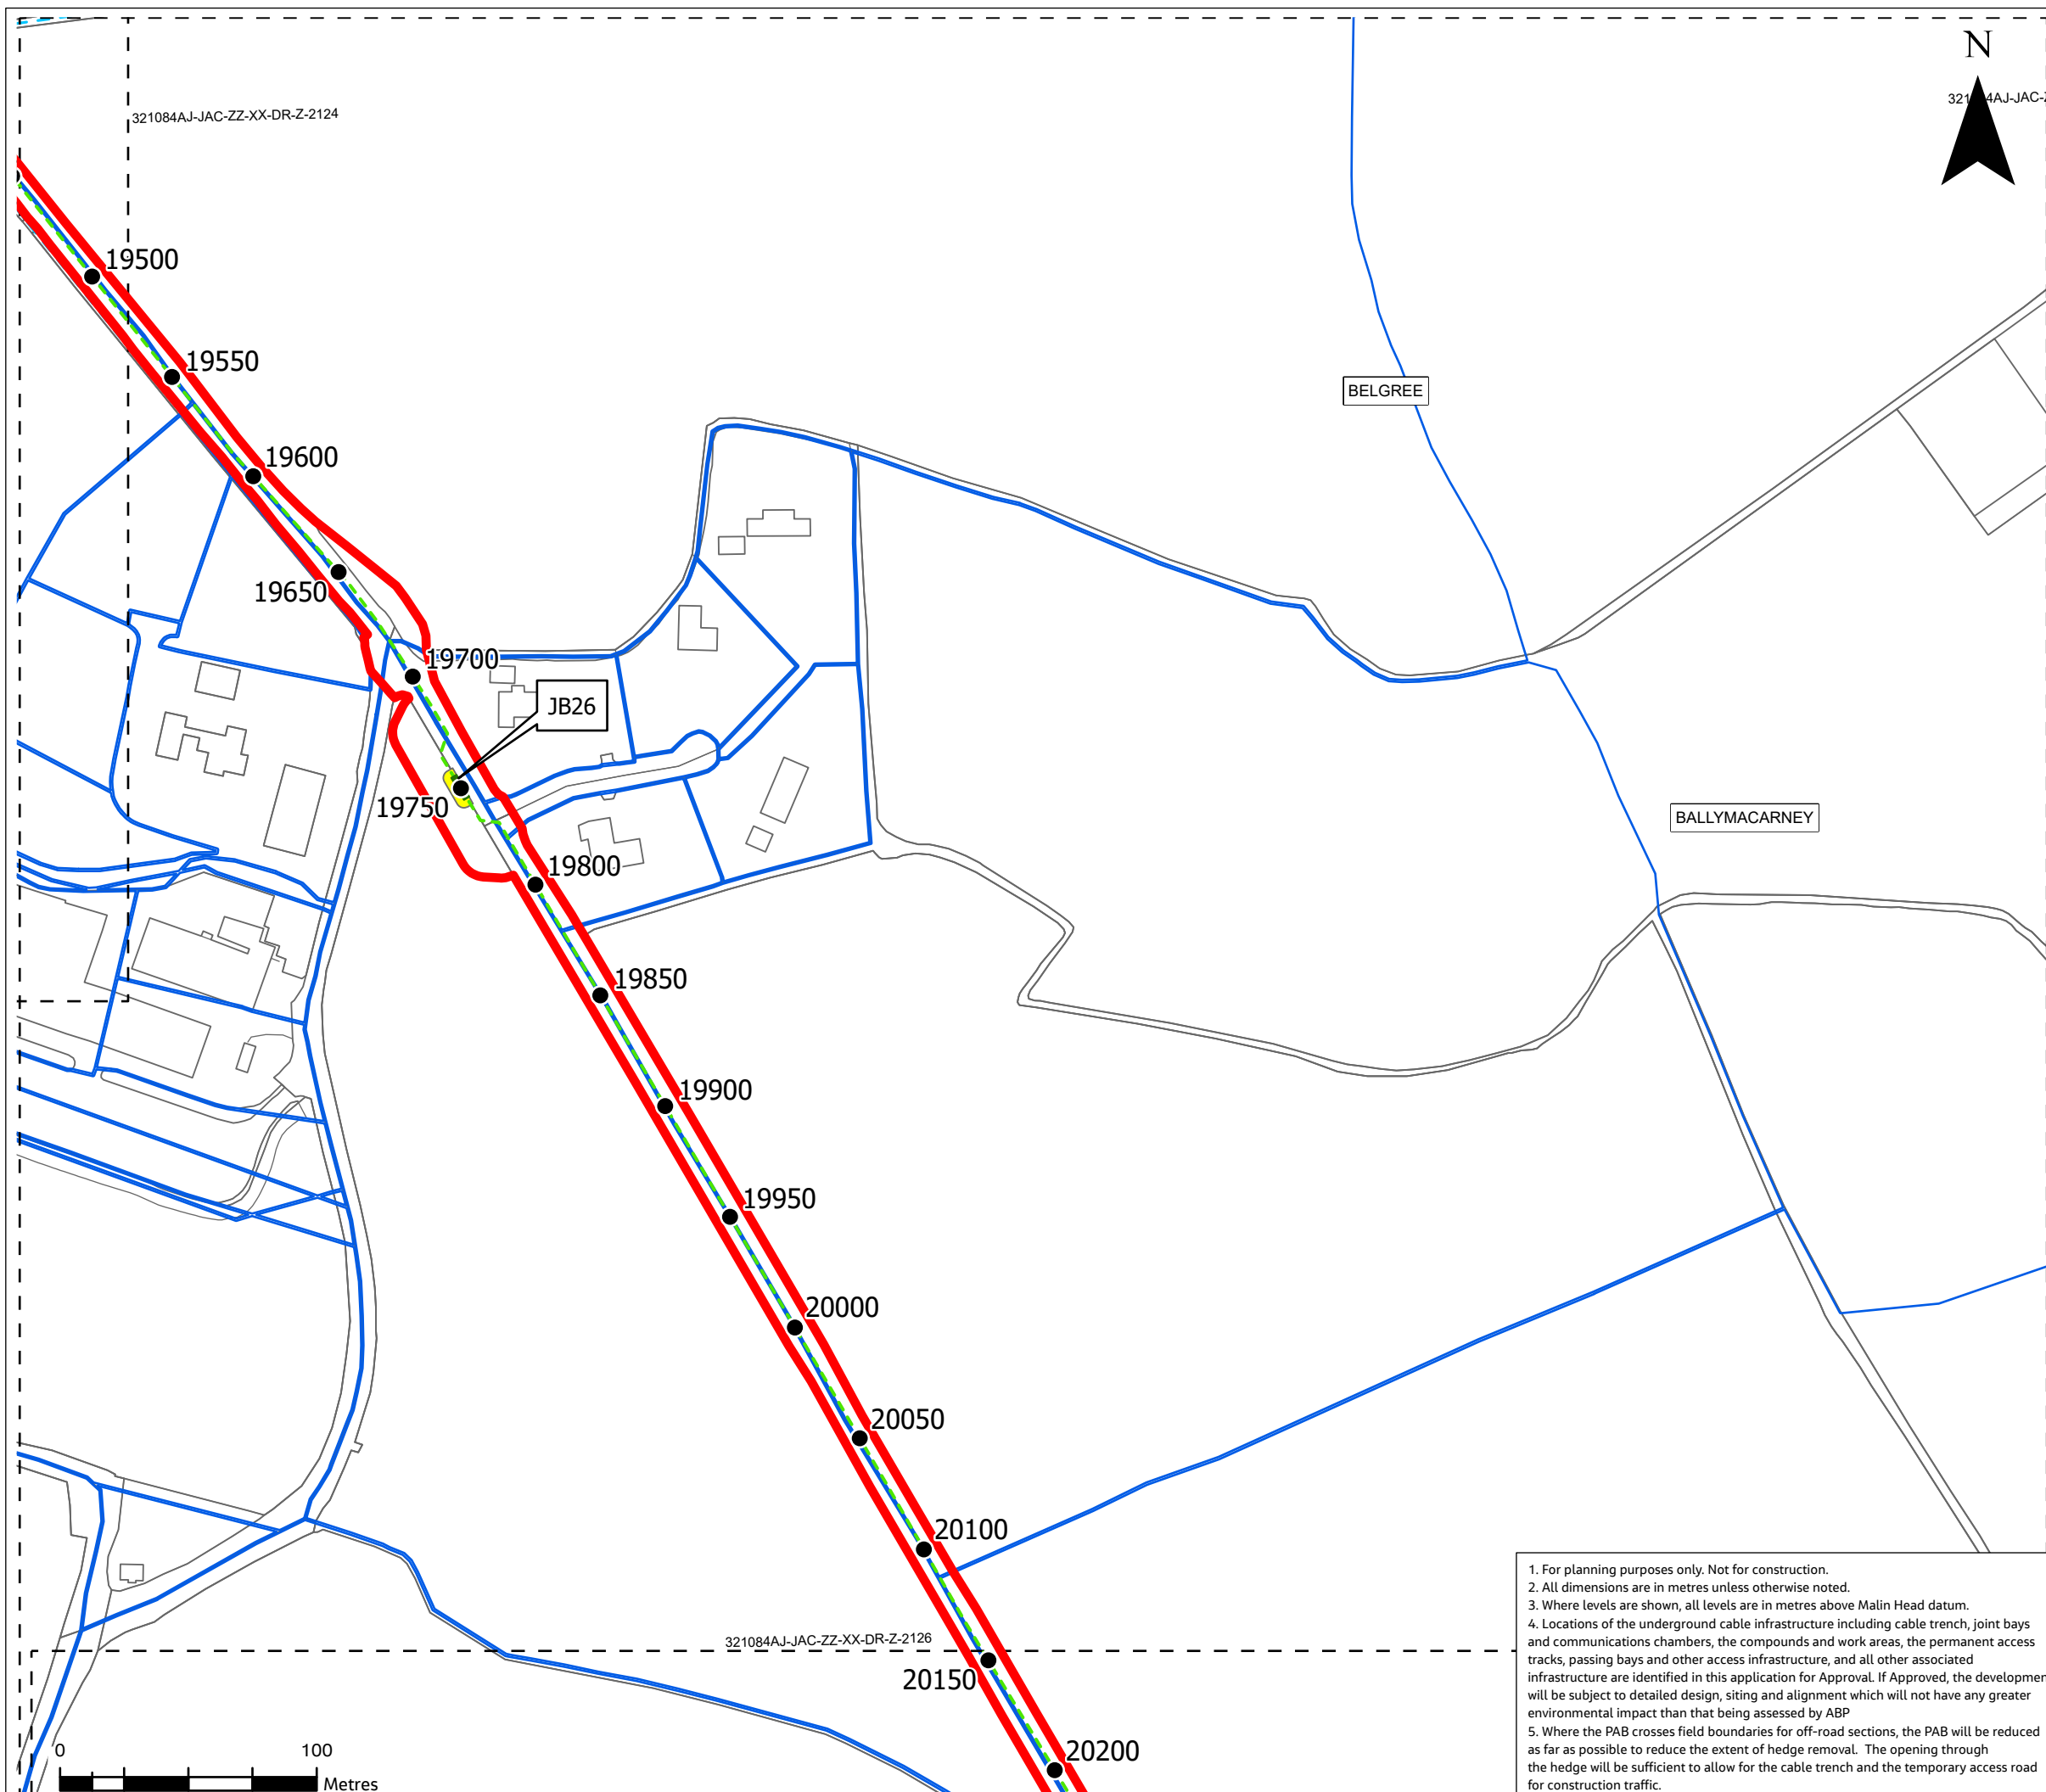 N
321084AJ-JAC-ZZ-XX-DR-Z-2124
19500
19550
BELGREE
19600
19650
19700
JB26
19750
BALLYMACARNEY
19800
19850
19900
19950
20000
20050
20100
1. For planning purposes only. Not for construction.
2. All dimensions are in metres unless otherwise noted.
3. Where levels are shown, all levels are in metres above Malin Head datum.
4. Locations of the underground cable infrastructure including cable trench, joint bays
and communications chambers, the compounds and work areas, the permanent access
tracks, passing bays and other access infrastructure, and all other associated
infrastructure are identified in this application for Approval. If Approved, the developmen
will be subject to detailed design, siting and alignment which will not have any greater
environmental impact than that being assessed by ABP
5. Where the PAB crosses field boundaries for off-road sections, the PAB will be reduced
as far as possible to reduce the extent of hedge removal. The opening through
the hedge will be sufficient to allow for the cable trench and the temporary access road
for construction traffic.
321084AJ-JAC-ZZ-XX-DR-Z-2126
20150
20200
0 100
Metres